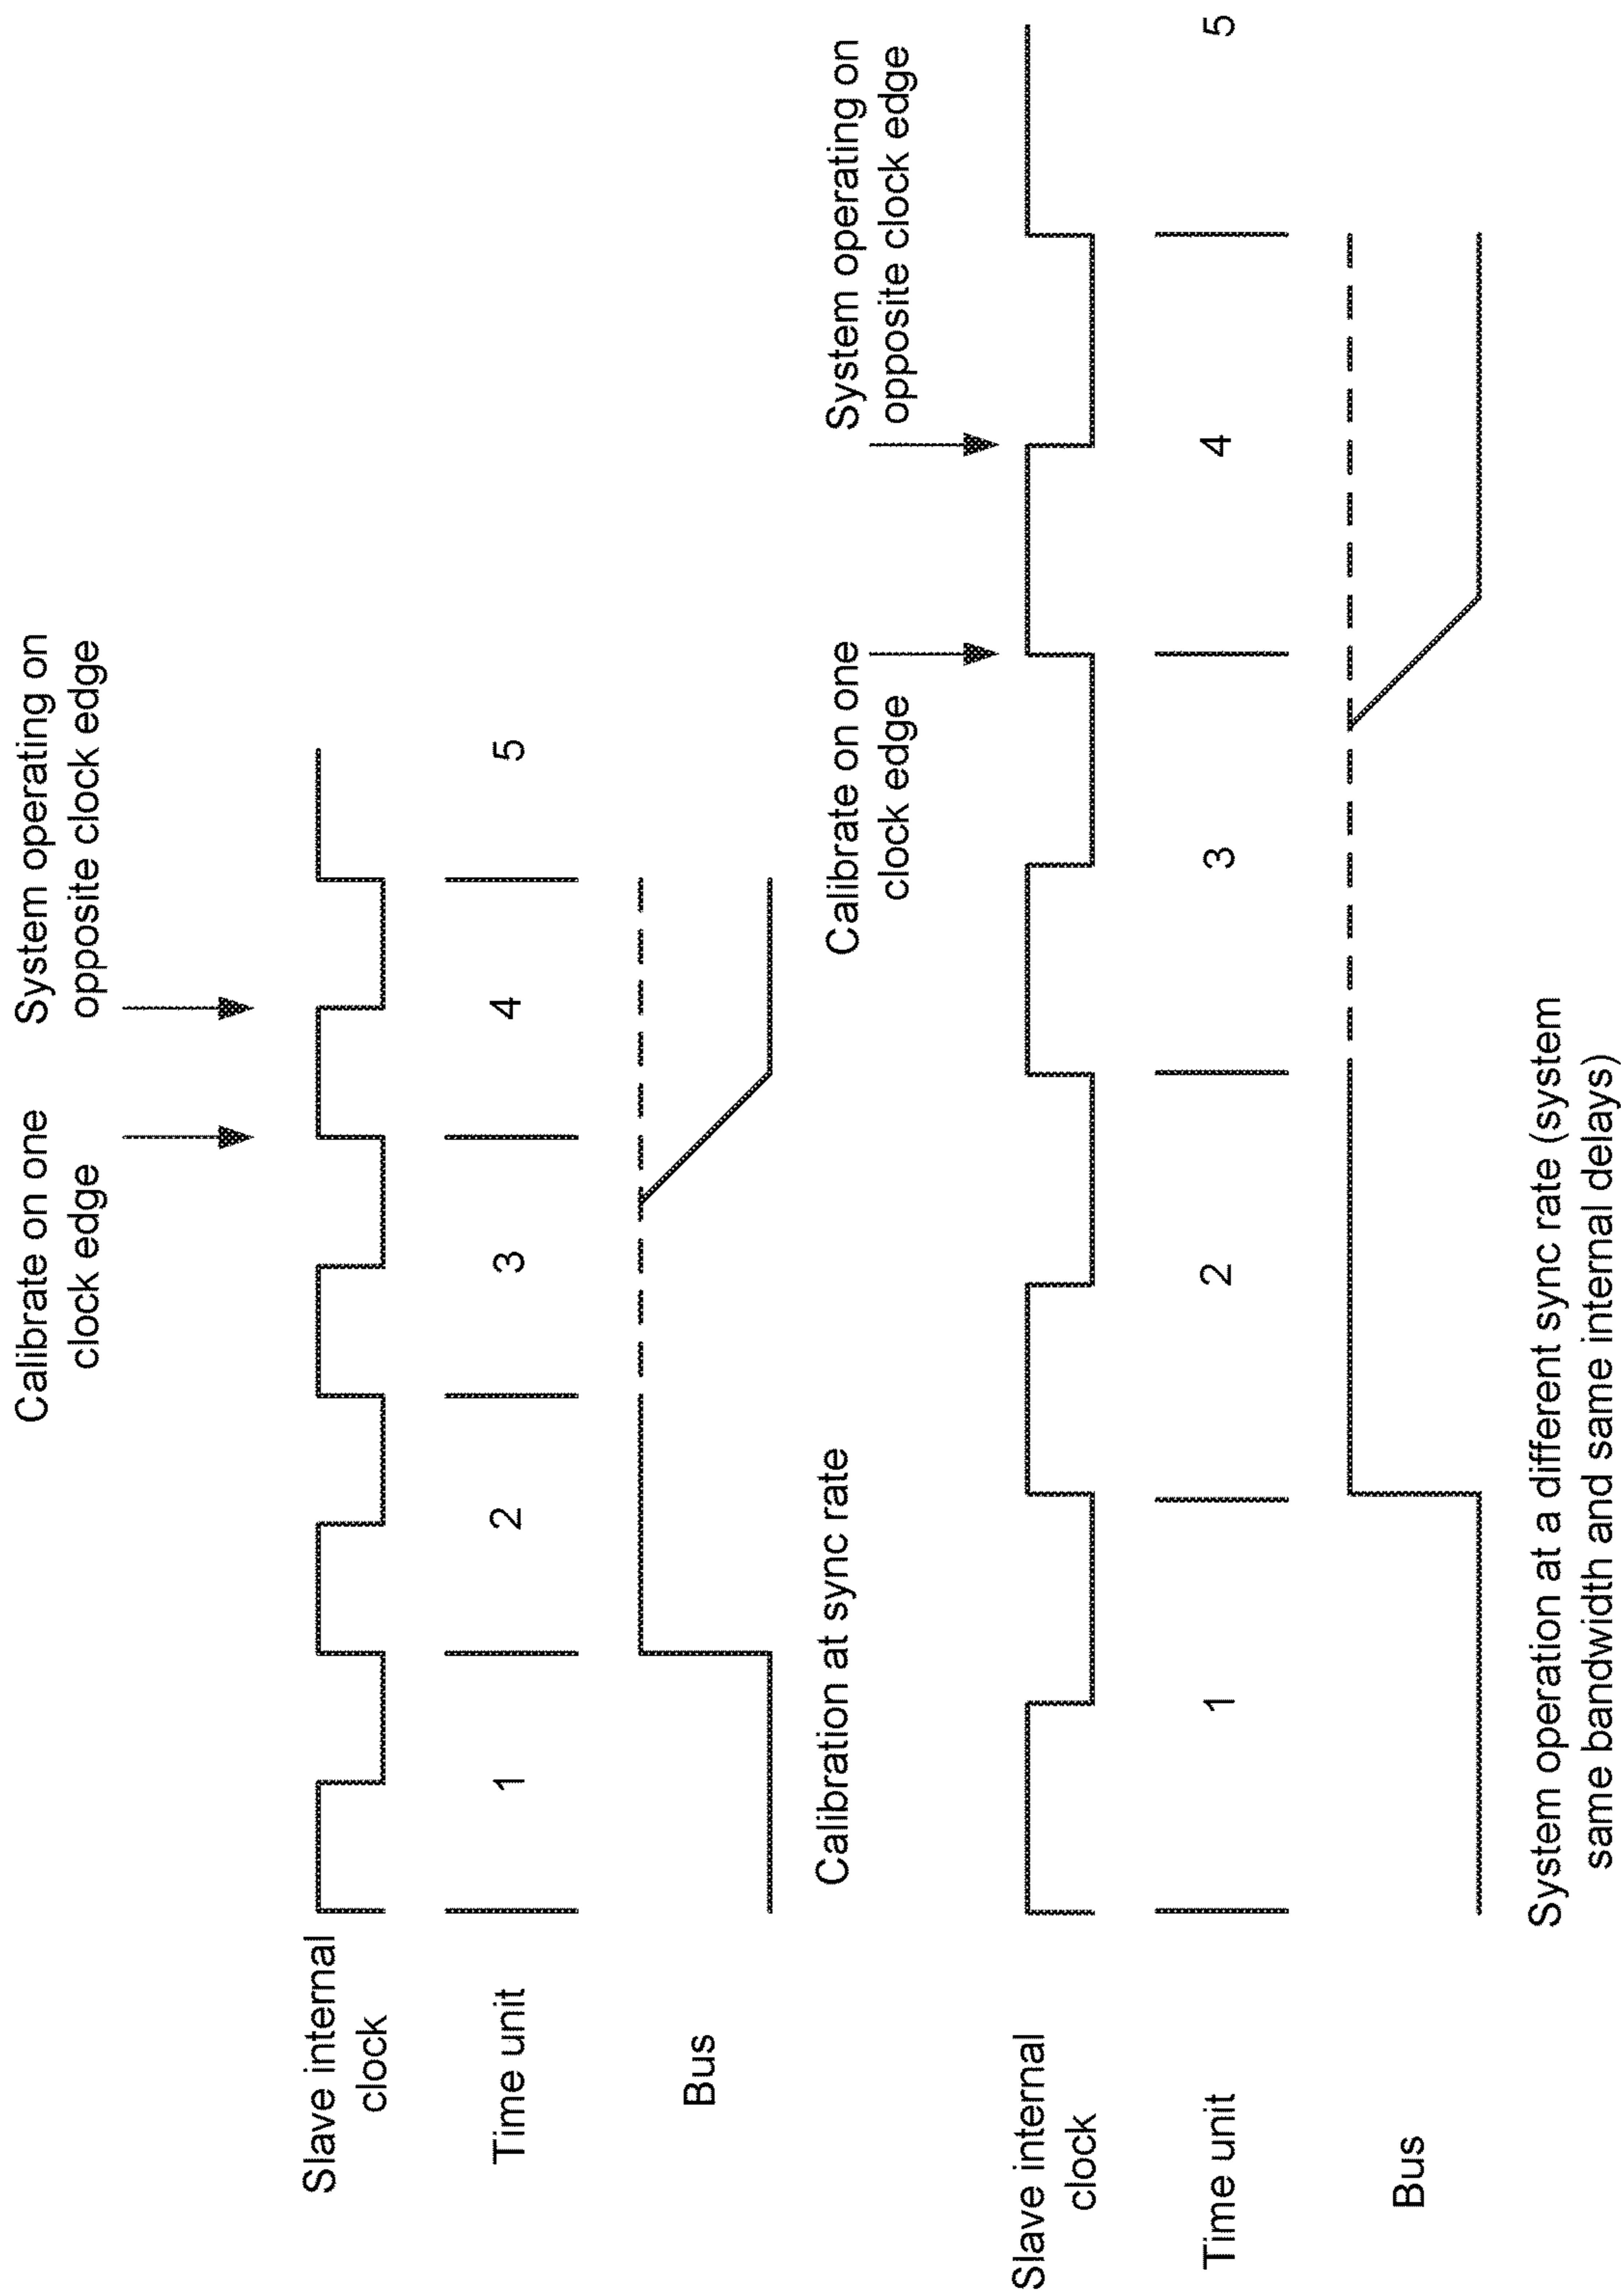 Calibrate on one
clock edge
System operating on
opposite clock edge
Slave internal
clock
Time unit
1
2
3
4
5
Bus
Calibration at sync rate
Calibrate on one
clock edge
System operating on
opposite clock edge
Slave internal
clock
Time unit
1
2
3
4
5
Bus
System operation at a different sync rate (system
same bandwidth and same internal delays)